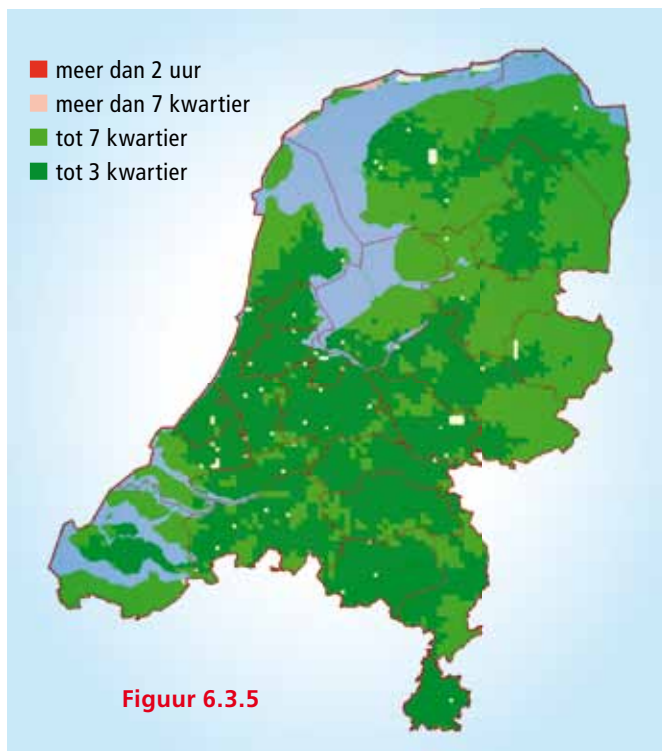 meer dan 2 uur
meer dan 7 kwartier
tot 7 kwartier
tot 3 kwartier
Figuur 6.3.5